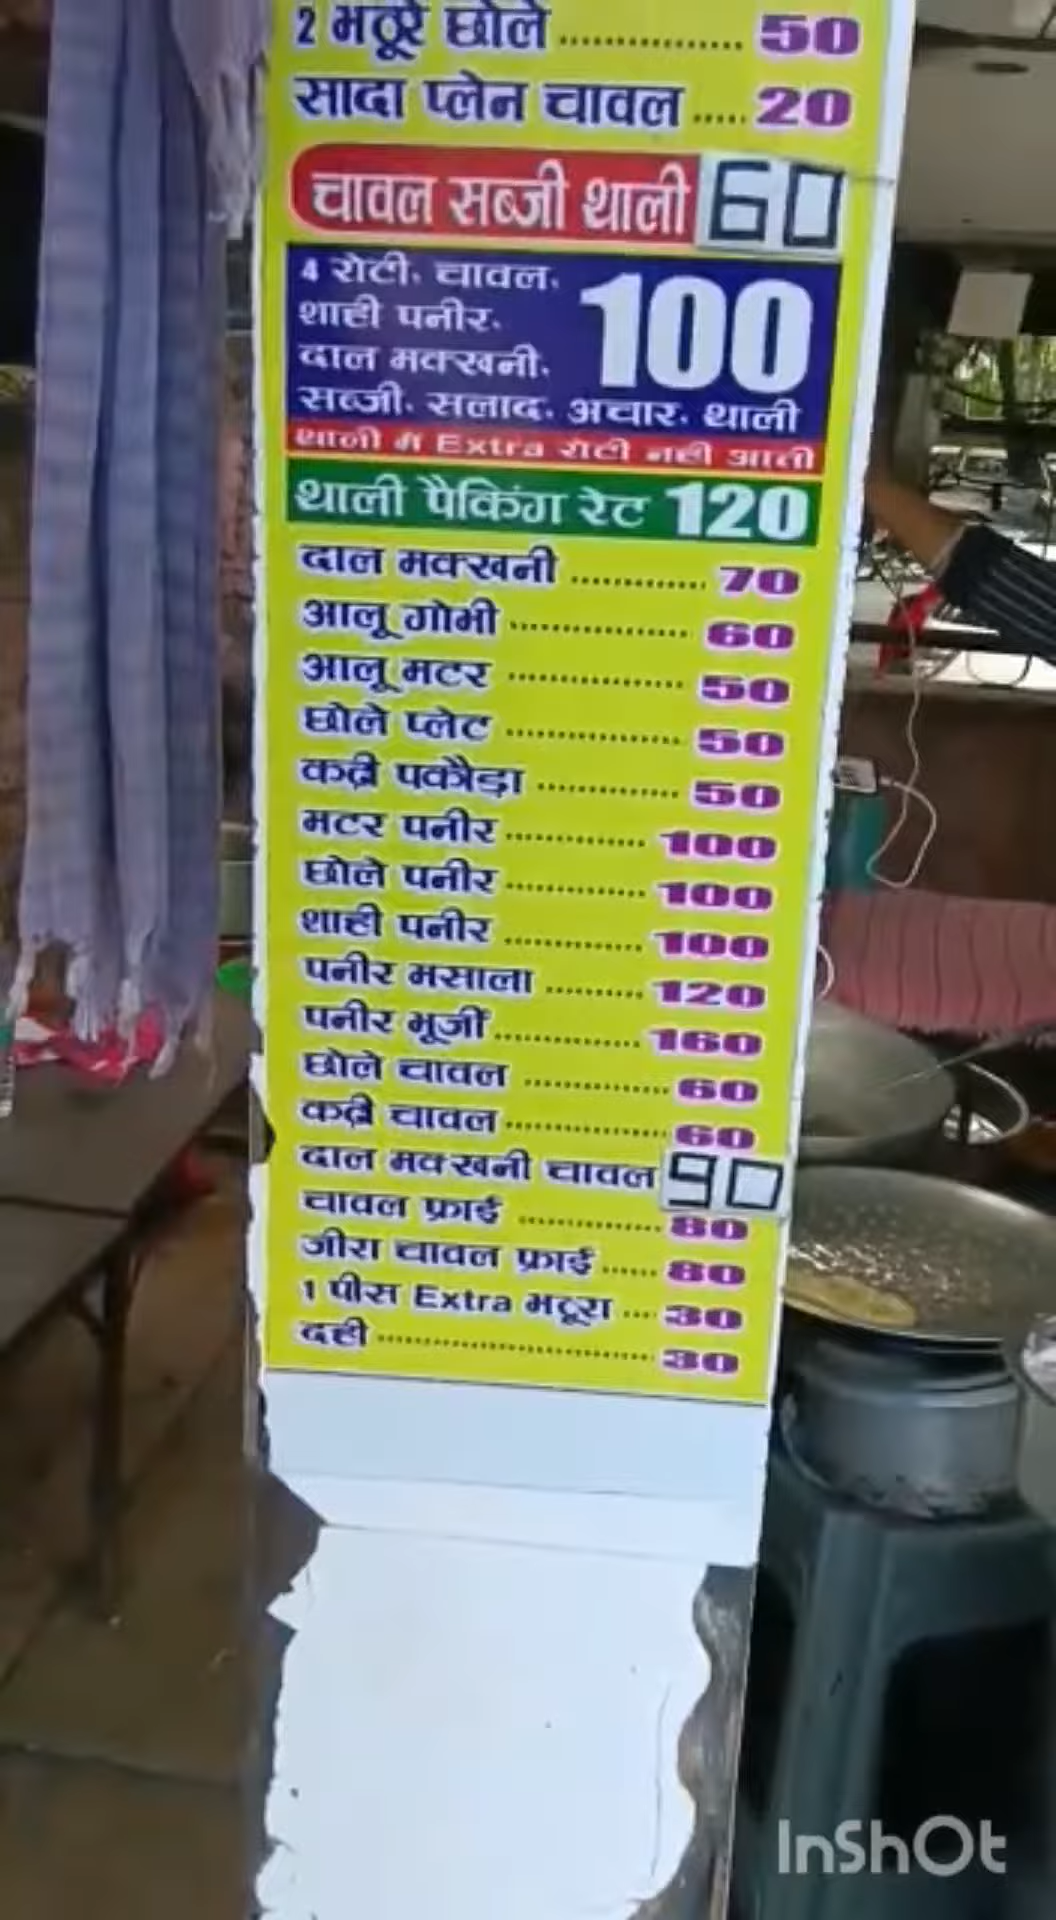 2 भठूरे छोले ................ 50
सादा प्लेन चावल ..... 20
चावल सब्जी थाली 60
4 रोटी, चावल,
शाही पनीर,
दाल मक्खनी,
100
सब्जी, सलाद, अचार, थाली
थाली में Extra रोटी नही आती
थाली पैकिंग रेट 120
दाल मक्खनी .............. 70
आलू गोभी .................. 60
आलू मटर .................. 50
छोले प्लेट .................. 50
कढ़ी पकौड़ा .............. 50
मटर पनीर .............. 100
छोले पनीर .............. 100
शाही पनीर .............. 100
पनीर मसाला .......... 120
पनीर भूर्जी ............... 160
छोले चावल ............... 60
कढ़ी चावल ................. 60
दाल मक्खनी चावल 90
चावल फ्राई ............... 80
जीरा चावल फ्राई ...... 80
1 पीस Extra भठूरा .... 30
दही ............................ 30
InShOt